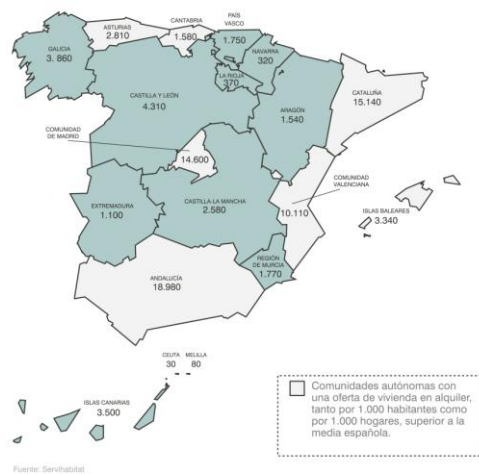 ASTURIAS
2.810
CANTABRIA
1.580
PAÍS
VASCO
1.750
NAVARRA
320
GALICIA
3. 860
LA RIOJA
370
CATALUÑA
15.140
CASTILLA Y LEÓN
4.310
ARAGÓN
1.540
COMUNIDAD
DE MADRID
14.600
COMUNIDAD
VALENCIANA
10.110
ISLAS BALEARES
3.340
EXTREMADURA
1.100
CASTILLA-LA MANCHA
2.580
REGIÓN
DE MURCIA
1.770
ANDALUCÍA
18.980
CEUTA
30
MELILLA
80
ISLAS CANARIAS
3.500
Comunidades autónomas con
una oferta de vivienda en alquiler,
tanto por 1.000 habitantes como
por 1.000 hogares, superior a la
media española.
Fuente: Servihabitat